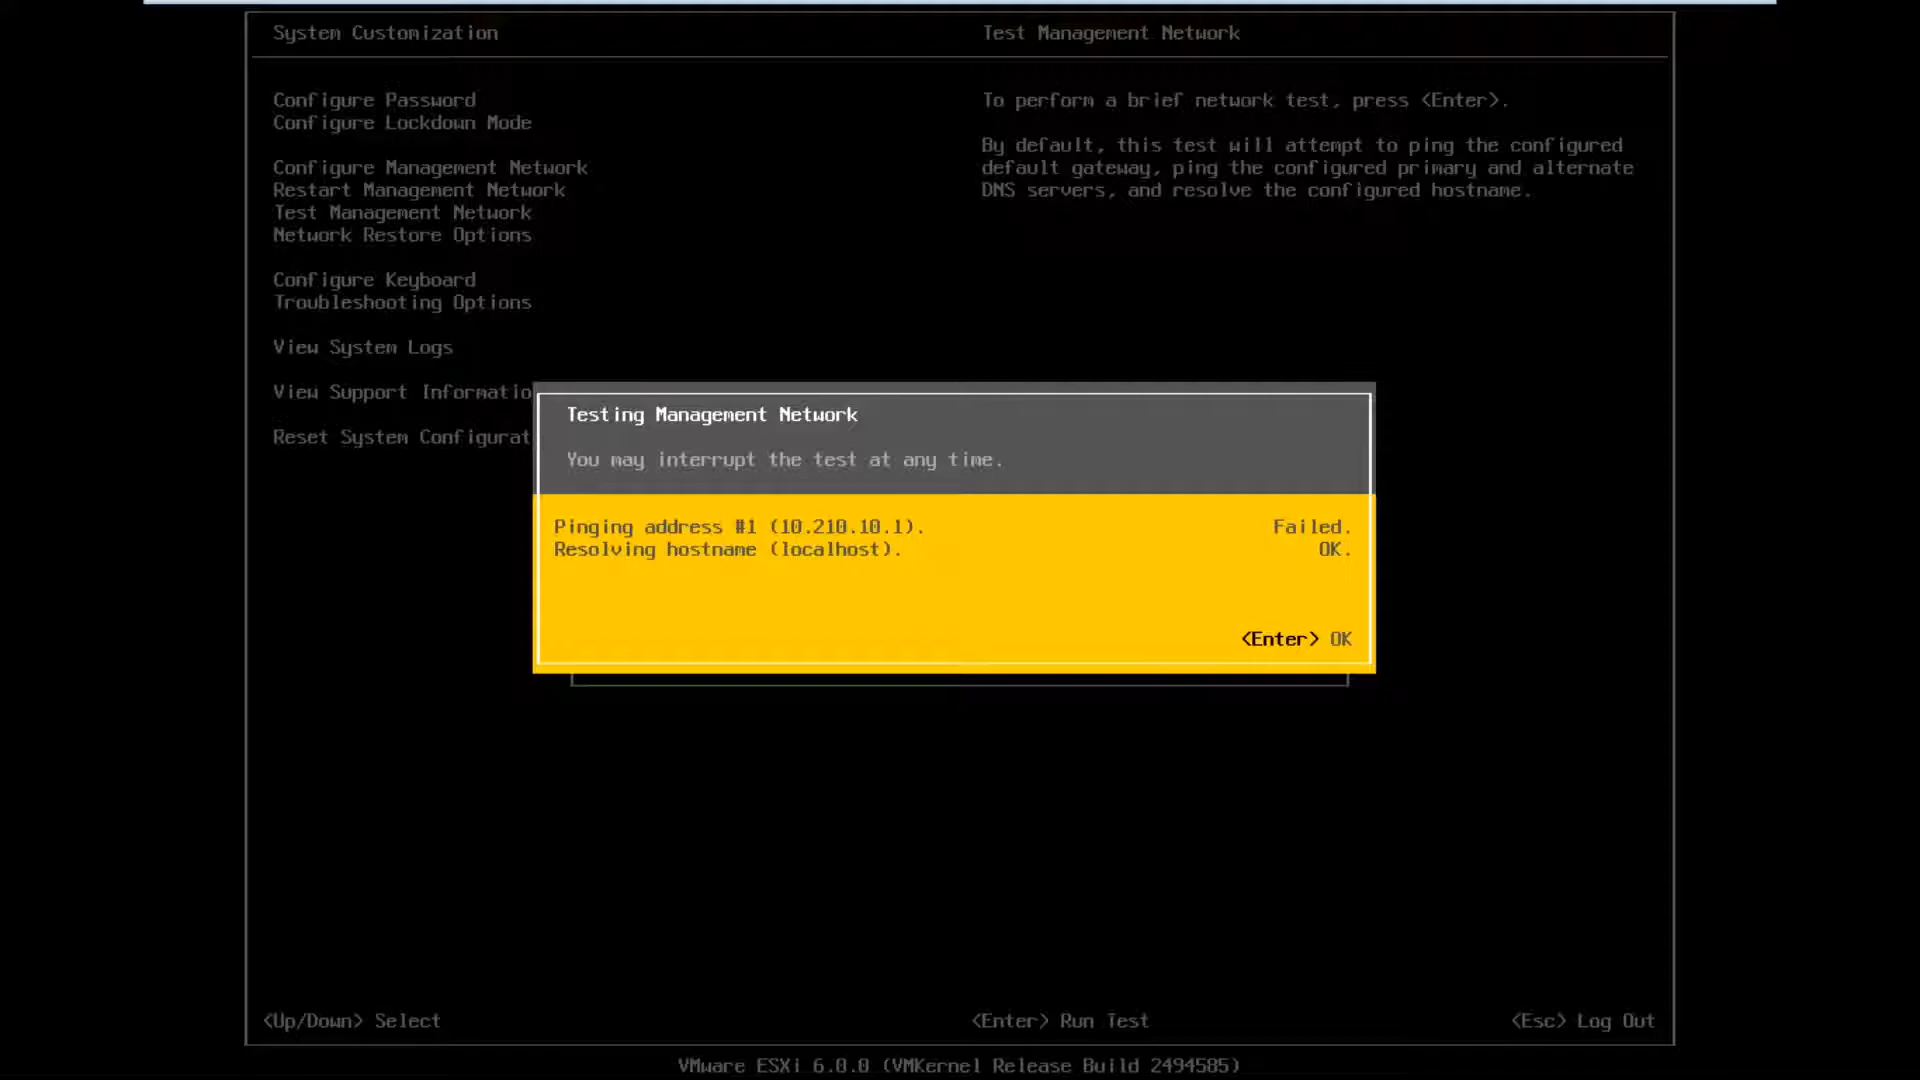 System Customization
Test Management Network
Configure Password
Configure Lockdown Mode
Configure Management Network
Restart Management Network
Test Management Network
Network Restore Options
Configure Keyboard
Troubleshooting Options
View System Logs
View Support Informatio
Reset System Configurat
To perform a brief network test, press <Enter>.
By default, this test will attempt to ping the configured
default gateway, ping the configured primary and alternate
DNS servers, and resolve the configured hostname.
Testing Management Network
You may interrupt the test at any time.
Pinging address #1 (10.210.10.1). Failed.
Resolving hostname (localhost). OK.
<Enter> OK
<Up/Down> Select
<Enter> Run Test
<Esc> Log Out
VMware ESXi 6.0.0 (VMKernel Release Build 2494585)